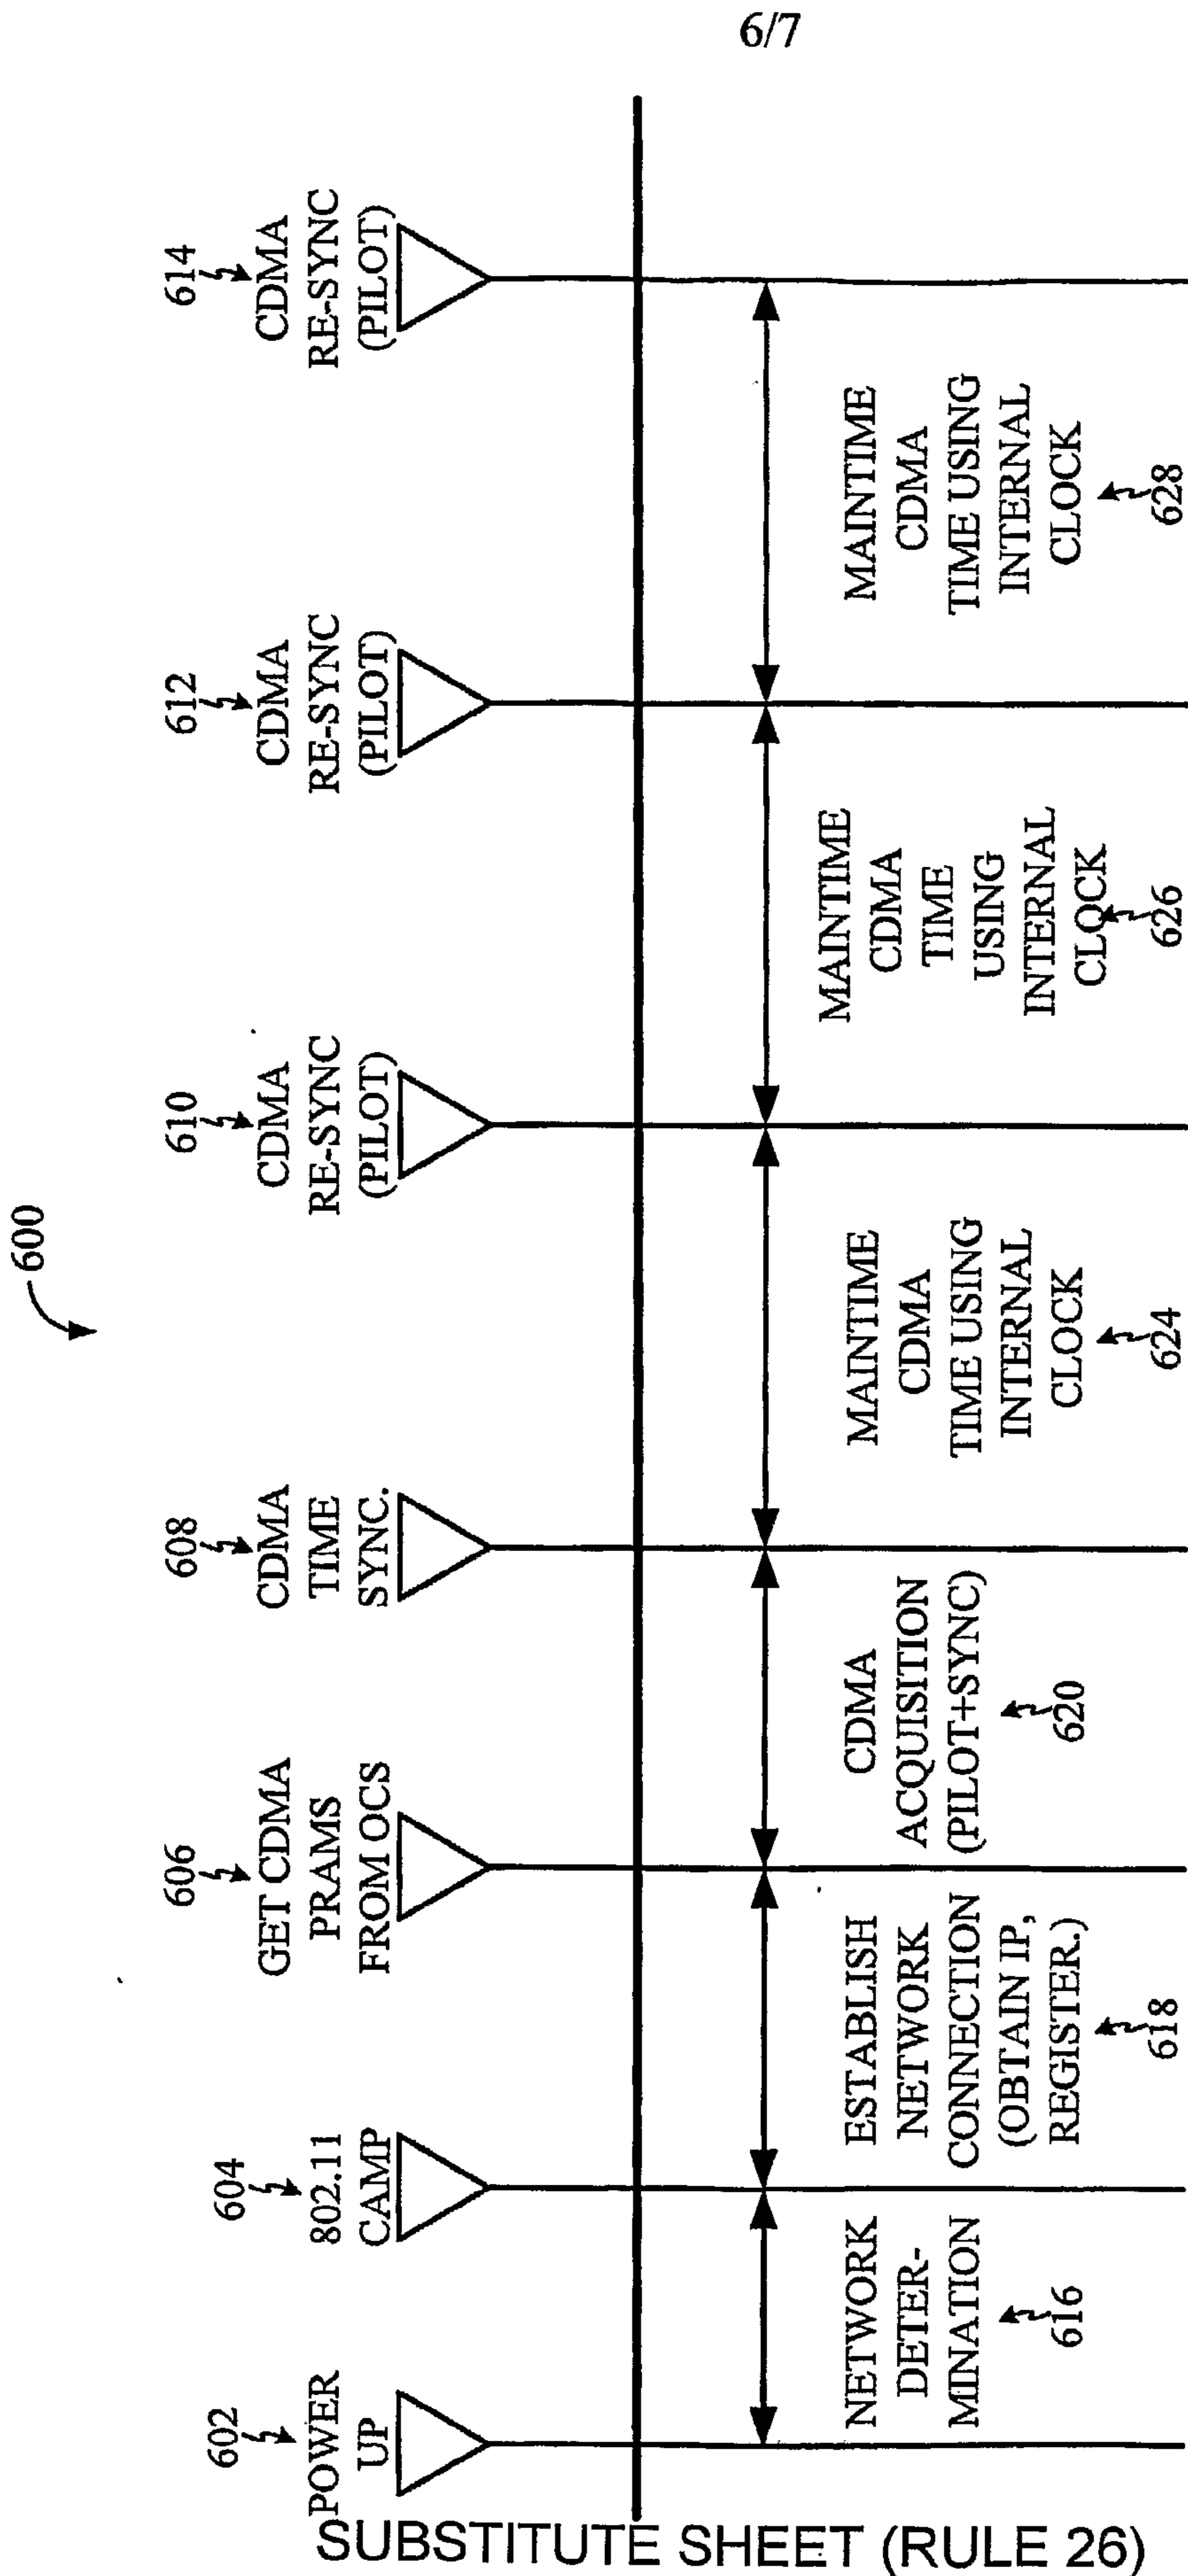 6/7
600
602
POWER
UP
604
802.11
CAMP
606
GET CDMA
PRAMS
FROM OCS
608
CDMA
TIME
SYNC.
610
CDMA
RE-SYNC
(PILOT)
612
CDMA
RE-SYNC
(PILOT)
614
CDMA
RE-SYNC
(PILOT)
NETWORK
DETER-
MINATION
616
ESTABLISH
NETWORK
CONNECTION
(OBTAIN IP,
REGISTER.)
618
CDMA
ACQUISITION
(PILOT+SYNC)
620
MAINTIME
CDMA
TIME USING
INTERNAL
CLOCK
624
MAINTIME
CDMA
TIME
USING
INTERNAL
CLOCK
626
MAINTIME
CDMA
TIME USING
INTERNAL
CLOCK
628
SUBSTITUTE SHEET (RULE 26)